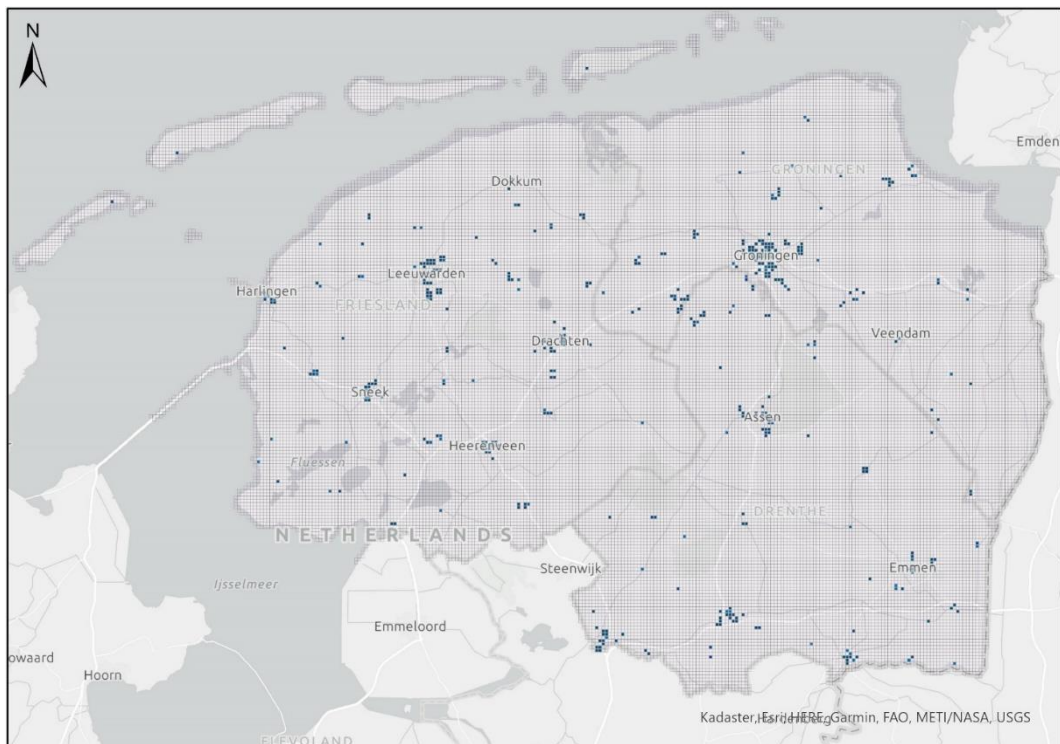 N
Emden
GRONINGEN
Dokkum
Groningen
Leeuwarden
Harlingen
FRIESLAND
Veendam
Drachten
Sneek
Assen
Heerenveen
Fluessen
DRENTHE
NETHERLANDS
Steenwijk
Emmen
Ijsselmeer
Emmeloord
owaard
Hoorn
Kadaster, Esri, HERE, Garmin, FAO, METI/NASA, USGS
FLEVOLAND